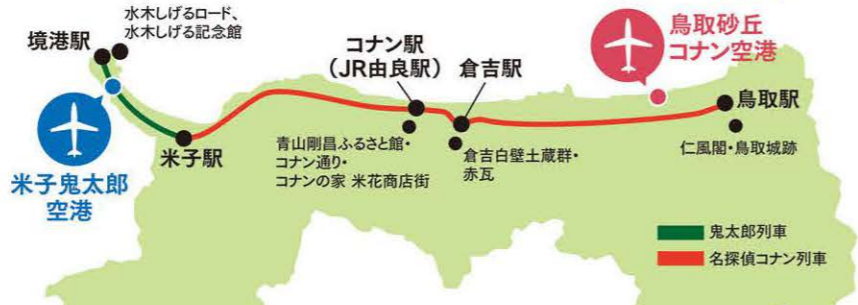 水木しげるロード、
水木しげる記念館
境港駅
米子鬼太郎
空港
米子駅
コナン駅
(JR由良駅)
青山剛昌ふるさと館・
コナン通り・
コナンの家 米花商店街
倉吉駅
倉吉白壁土蔵群・
赤瓦
鳥取砂丘
コナン空港
鳥取駅
仁風閣・鳥取城跡
鬼太郎列車
名探偵コナン列車